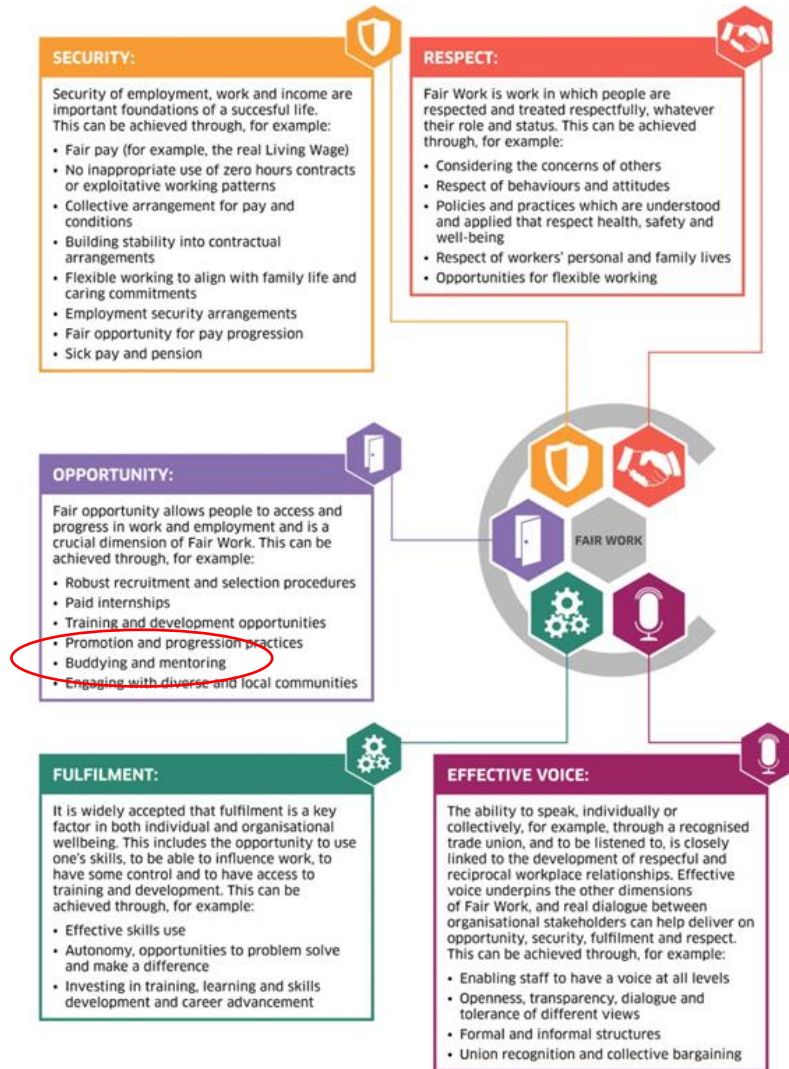 SECURITY:
Security of employment, work and income are
important foundations of a succesful life.
This can be achieved through, for example:
• Fair pay (for example, the real Living Wage)
• No inappropriate use of zero hours contracts
or exploitative working patterns
• Collective arrangement for pay and
conditions
• Building stability into contractual
arrangements
• Flexible working to align with family life and
caring commitments
• Employment security arrangements
• Fair opportunity for pay progression
• Sick pay and pension
RESPECT:
Fair Work is work in which people are
respected and treated respectfully, whatever
their role and status. This can be achieved
through, for example:
• Considering the concerns of others
• Respect of behaviours and attitudes
• Policies and practices which are understood
and applied that respect health, safety and
well-being
• Respect of workers' personal and family lives
• Opportunities for flexible working
OPPORTUNITY:
Fair opportunity allows people to access and
progress in work and employment and is a
crucial dimension of Fair Work. This can be
achieved through, for example:
• Robust recruitment and selection procedures
• Paid internships
• Training and development opportunities
• Promotion and progression practices
• Buddying and mentoring
• Engaging with diverse and local communities
FAIR WORK
FULFILMENT:
It is widely accepted that fulfilment is a key
factor in both individual and organisational
wellbeing. This includes the opportunity to use
one's skills, to be able to influence work, to
have some control and to have access to
training and development. This can be
achieved through, for example:
• Effective skills use
• Autonomy, opportunities to problem solve
and make a difference
• Investing in training, learning and skills
development and career advancement
EFFECTIVE VOICE:
The ability to speak, individually or
collectively, for example, through a recognised
trade union, and to be listened to, is closely
linked to the development of respecful and
reciprocal workplace relationships. Effective
voice underpins the other dimensions
of Fair Work, and real dialogue between
organisational stakeholders can help deliver on
opportunity, security, fulfilment and respect.
This can be achieved through, for example:
• Enabling staff to have a voice at all levels
• Openness, transparency, dialogue and
tolerance of different views
• Formal and informal structures
• Union recognition and collective bargaining